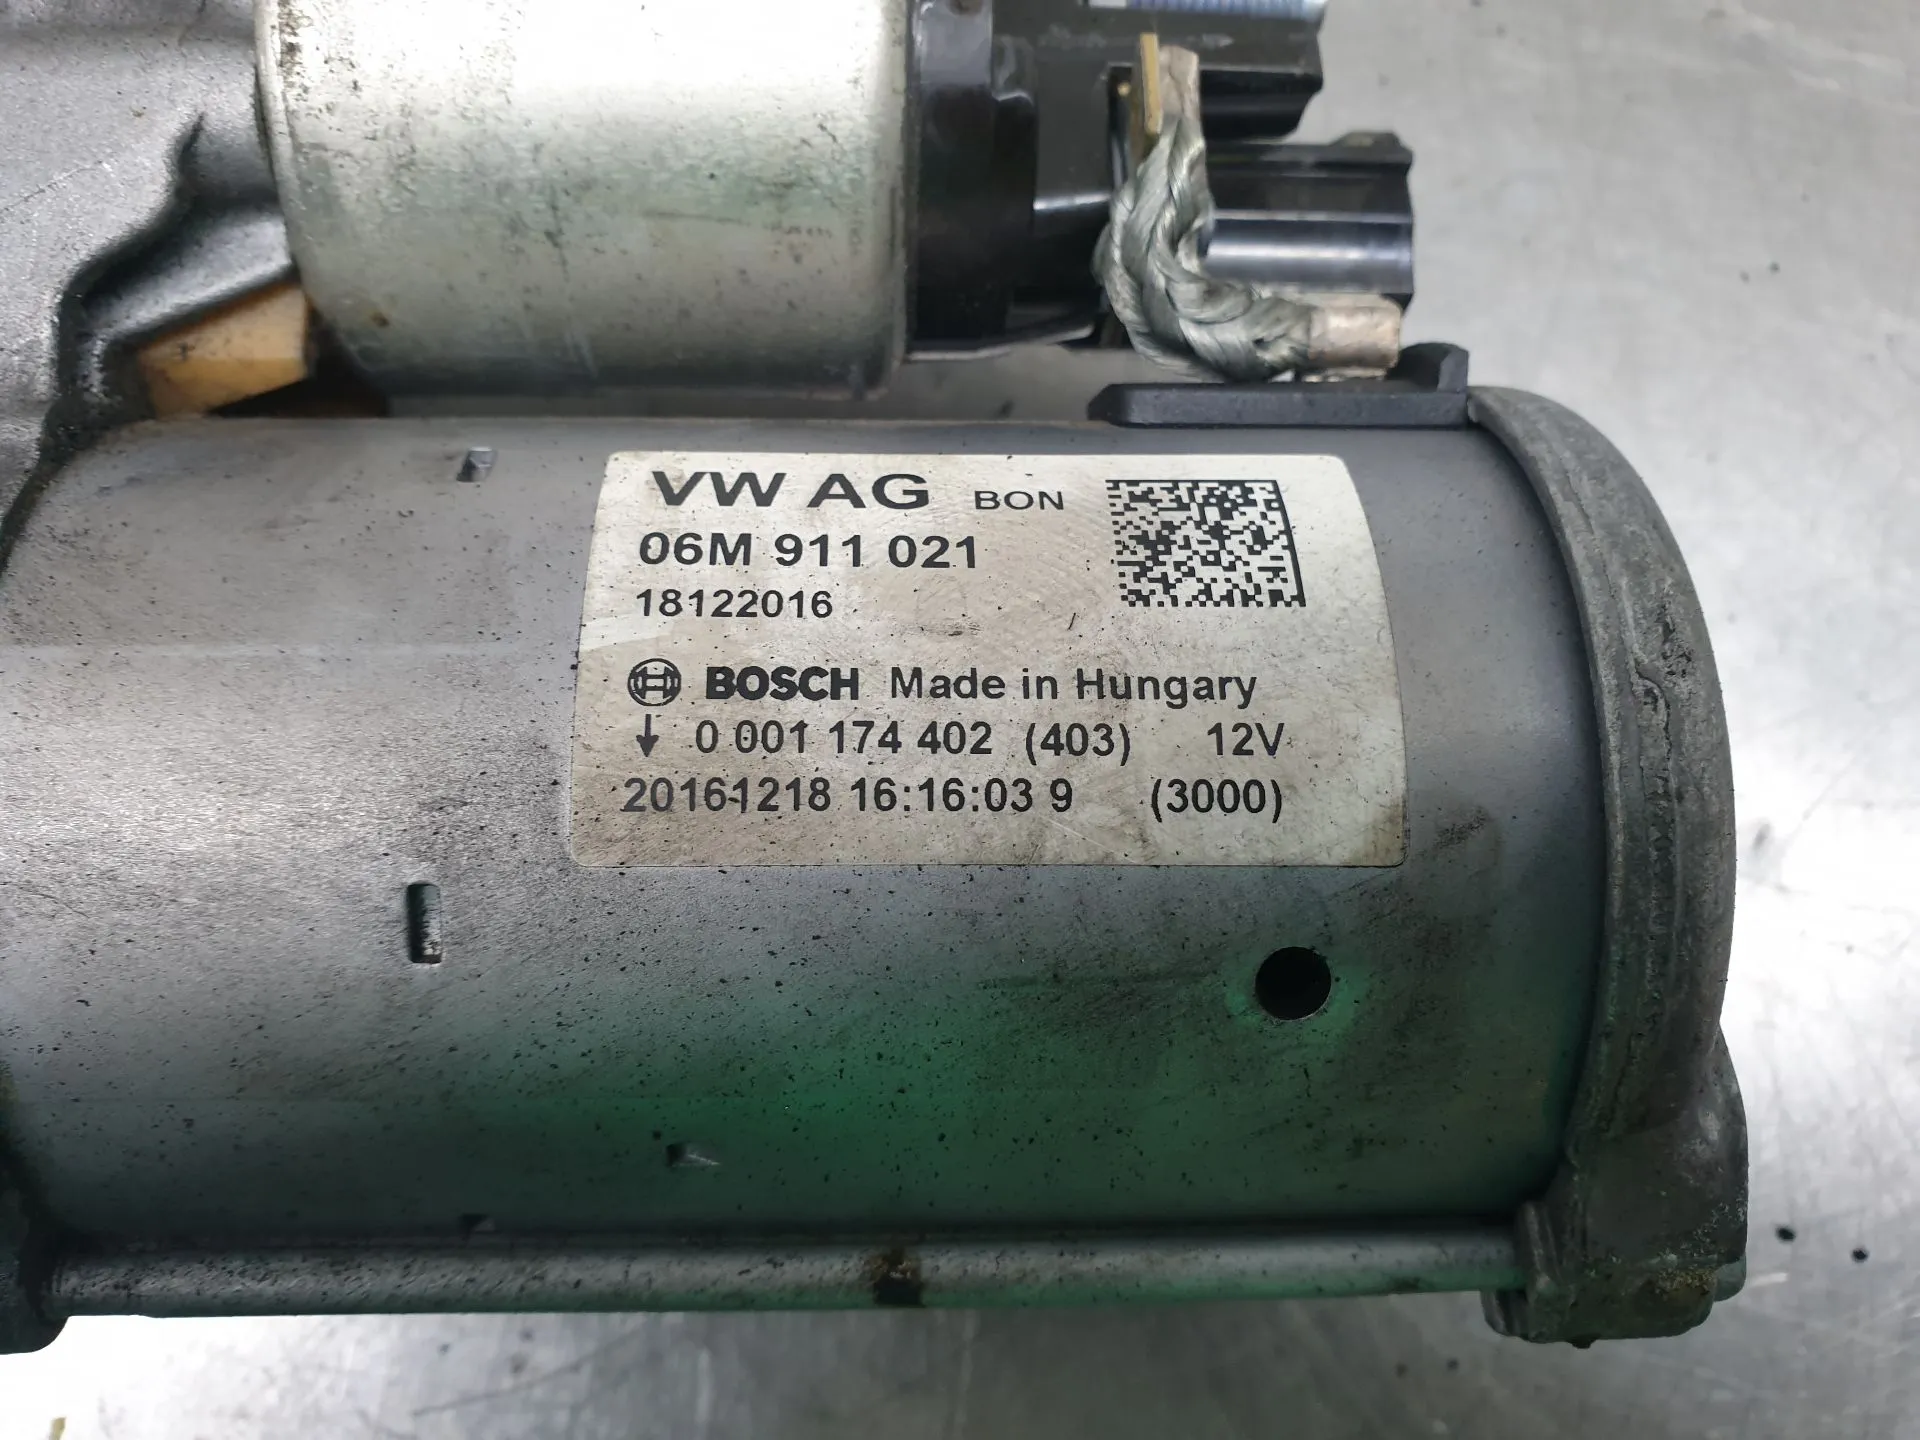 VW AG BON
06M 911 021
18122016
BOSCH Made in Hungary
↓ 0 001 174 402 (403) 12V
20161218 16:16:03 9 (3000)